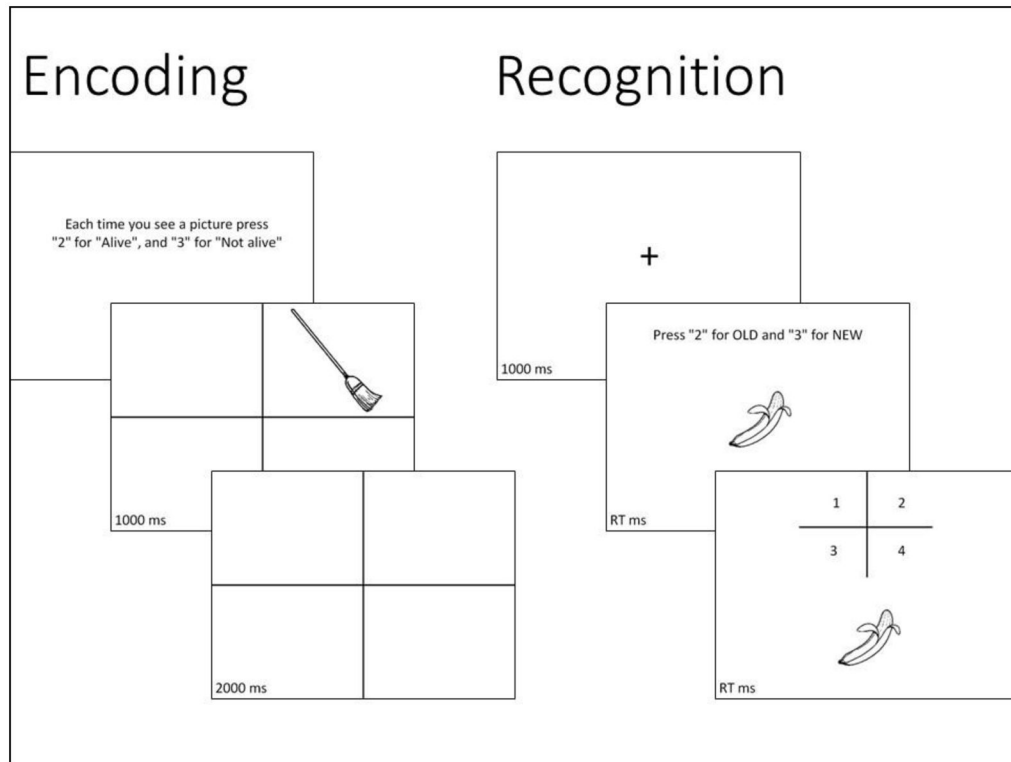 Encoding
Recognition
Each time you see a picture press
"2" for "Alive", and "3" for "Not alive"
1000 ms
2000 ms
+
1000 ms
Press "2" for OLD and "3" for NEW
RT ms
1 2
3 4
RT ms